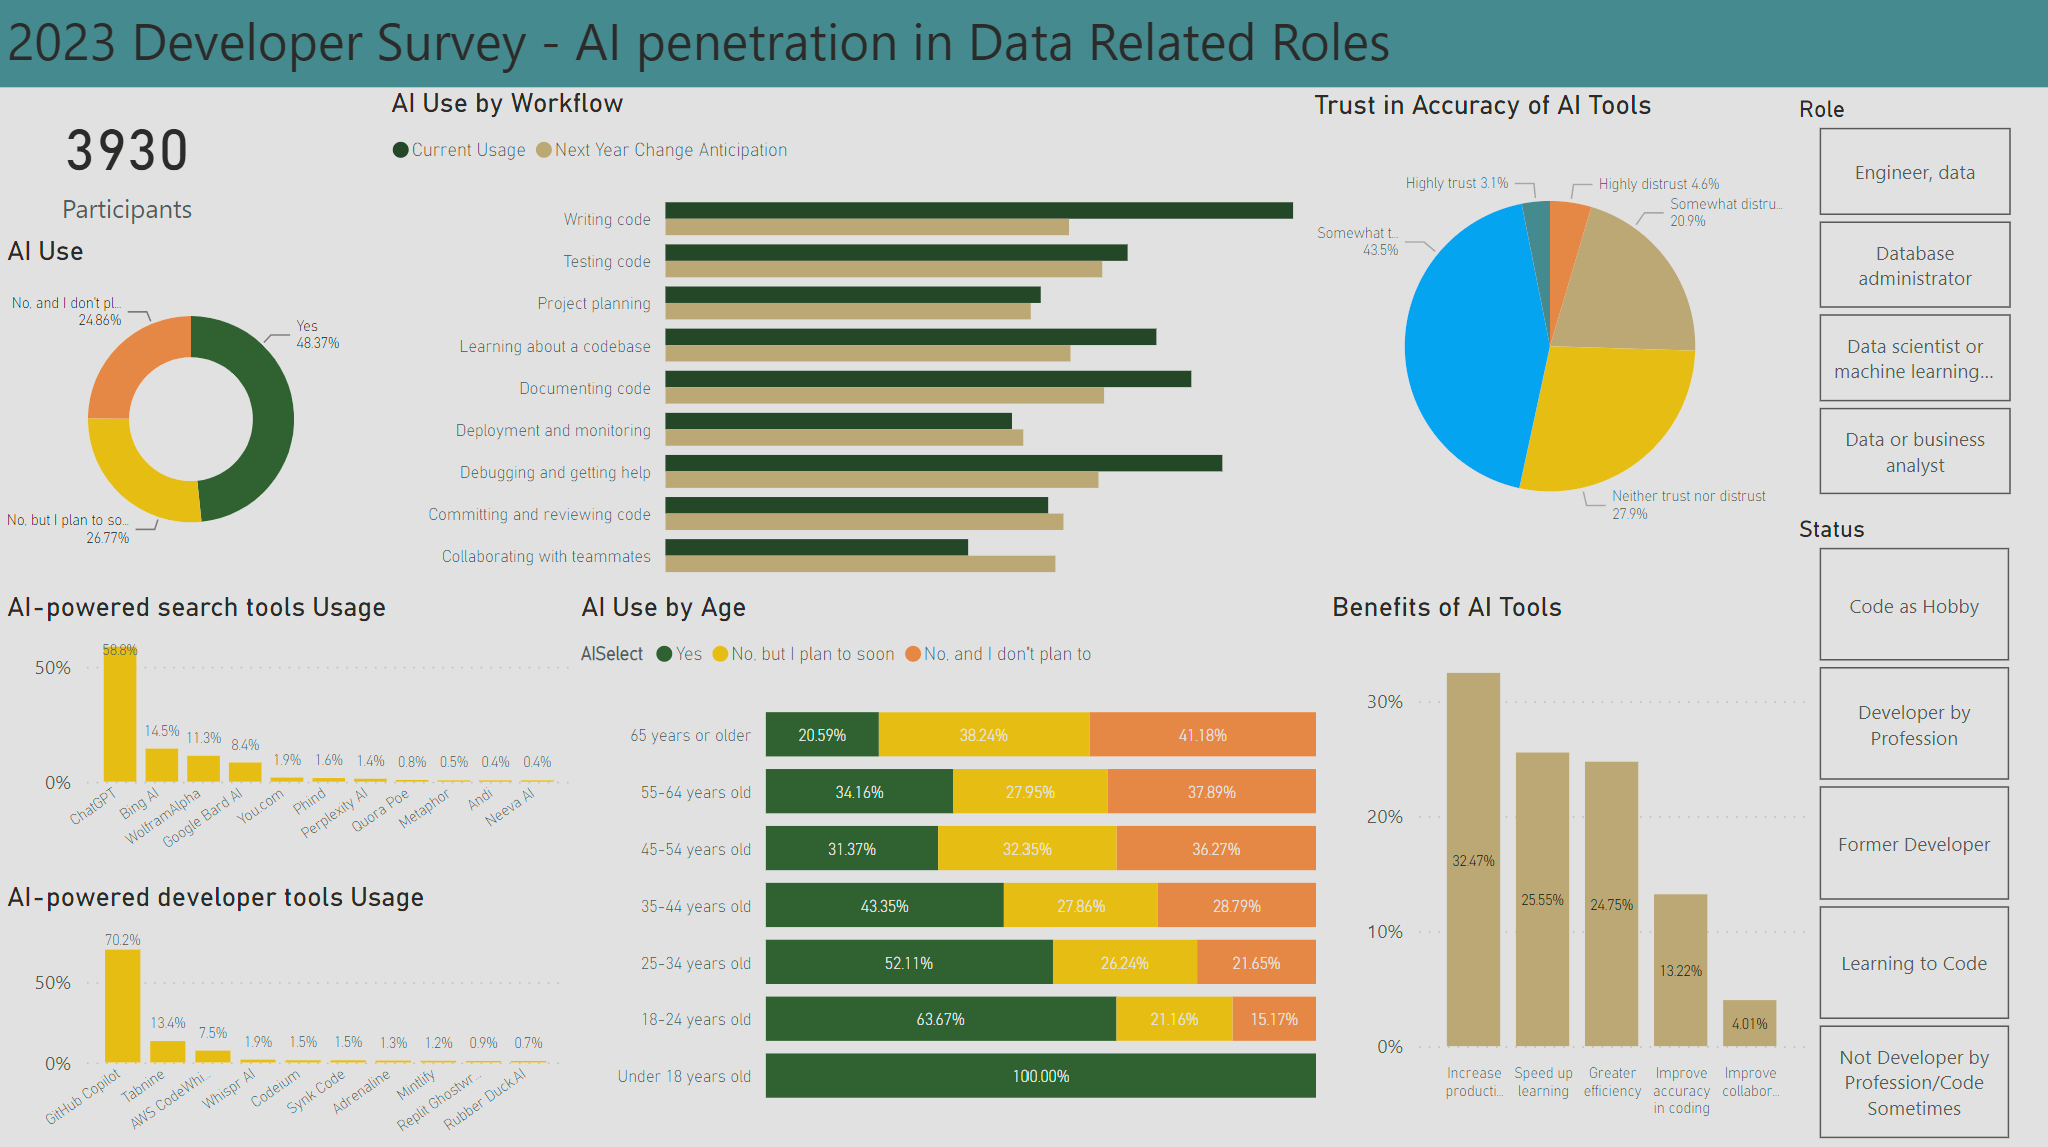 2023 Developer Survey - AI penetration in Data Related Roles
3930
Participants
AI Use
No, and I don't pl...
24.86%
Yes
48.37%
No, but I plan to so...
26.77%
AI Use by Workflow
Current Usage
Next Year Change Anticipation
Writing code
Testing code
Project planning
Learning about a codebase
Documenting code
Deployment and monitoring
Debugging and getting help
Committing and reviewing code
Collaborating with teammates
Trust in Accuracy of AI Tools
Highly trust 3.1%
Highly distrust 4.6%
Somewhat distru...
20.9%
Somewhat t...
43.5%
Neither trust nor distrust
27.9%
Role
Engineer, data
Database
administrator
Data scientist or
machine learning...
Data or business
analyst
Status
Code as Hobby
Developer by
Profession
Former Developer
Learning to Code
Not Developer by
Profession/Code
Sometimes
AI-powered search tools Usage
50%
0%
58.8%
14.5%
11.3%
8.4%
1.9%
1.6%
1.4%
0.8%
0.5%
0.4%
0.4%
ChatGPT
Bing AI
WolframAlpha
Google Bard AI
You.com
Phind
Perplexity AI
Quora Poe
Metaphor
Andi
Neeva AI
AI-powered developer tools Usage
50%
0%
70.2%
13.4%
7.5%
1.9%
1.5%
1.5%
1.3%
1.2%
0.9%
0.7%
GitHub Copilot
Tabnine
AWS CodeWhi...
Whispr AI
Codeium
Synk Code
Adrenaline
Mintlify
Replit Ghostwr...
Rubber Duck AI
AI Use by Age
AISelect
Yes
No, but I plan to soon
No, and I don't plan to
65 years or older
20.59%
38.24%
41.18%
55-64 years old
34.16%
27.95%
37.89%
45-54 years old
31.37%
32.35%
36.27%
35-44 years old
43.35%
27.86%
28.79%
25-34 years old
52.11%
26.24%
21.65%
18-24 years old
63.67%
21.16%
15.17%
Under 18 years old
100.00%
Benefits of AI Tools
30%
20%
10%
0%
32.47%
25.55%
24.75%
13.22%
4.01%
Increase
producti...
Speed up
learning
Greater
efficiency
Improve
accuracy
in coding
Improve
collabor...